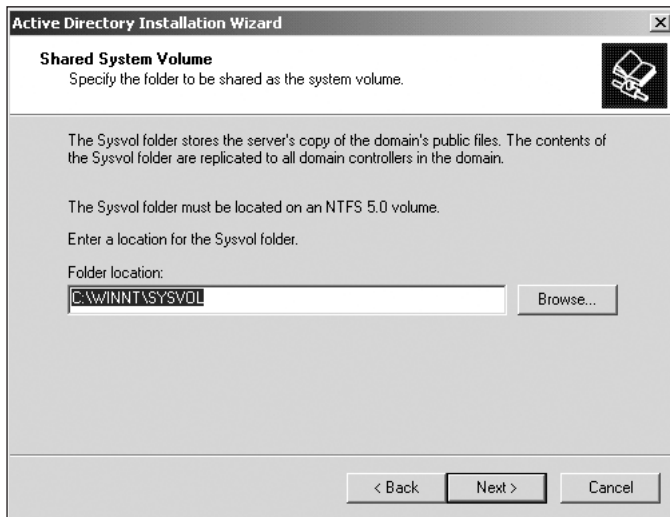 Active Directory Installation Wizard
Shared System Volume
Specify the folder to be shared as the system volume.
The Sysvol folder stores the server's copy of the domain's public files. The contents of
the Sysvol folder are replicated to all domain controllers in the domain.
The Sysvol folder must be located on an NTFS 5.0 volume.
Enter a location for the Sysvol folder.
Folder location:
C:\WINNT\SYSVOL
Browse...
< Back
Next >
Cancel